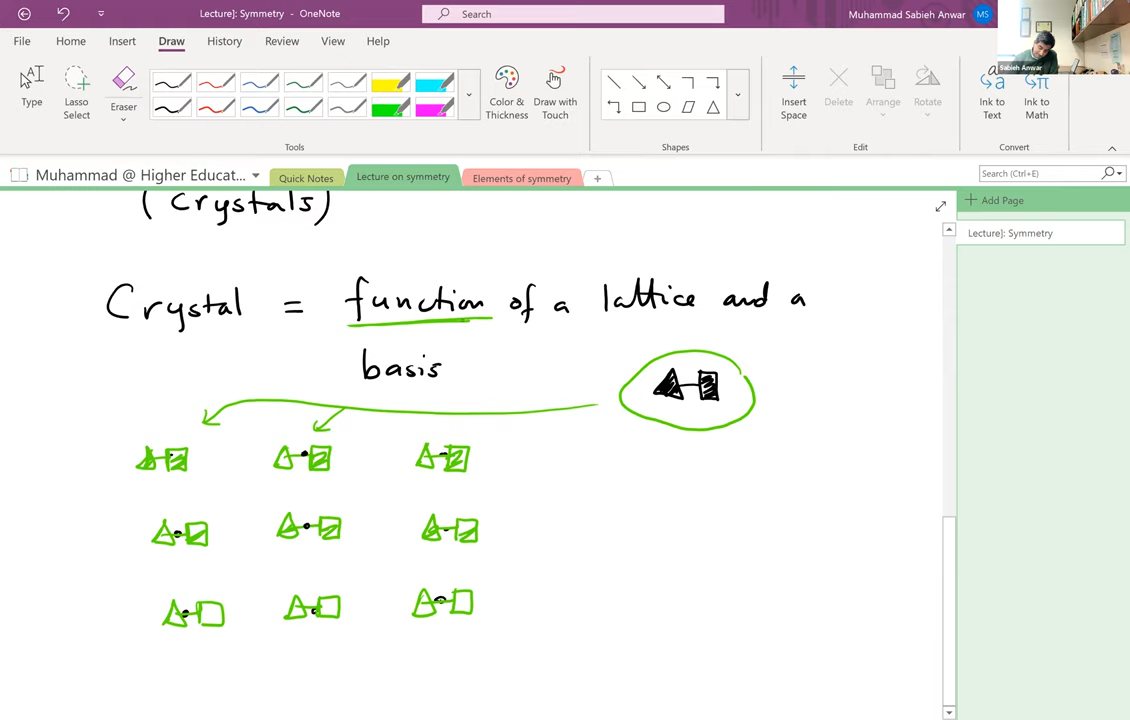 Lecture]: Symmetry - OneNote
Search
Muhammad Sabieh Anwar
MS
Sabieh Anwar
File Home Insert Draw History Review View Help
Type
Lasso Select
Eraser
Color & Thickness
Draw with Touch
Insert Space
Delete
Arrange
Rotate
Ink to Text
Ink to Math
Tools
Shapes
Edit
Convert
Muhammad @ Higher Educat...
Quick Notes
Lecture on symmetry
Elements of symmetry
Search (Ctrl+E)
Add Page
Lecture]: Symmetry
(Crystals)
Crystal = function of a lattice and a
basis